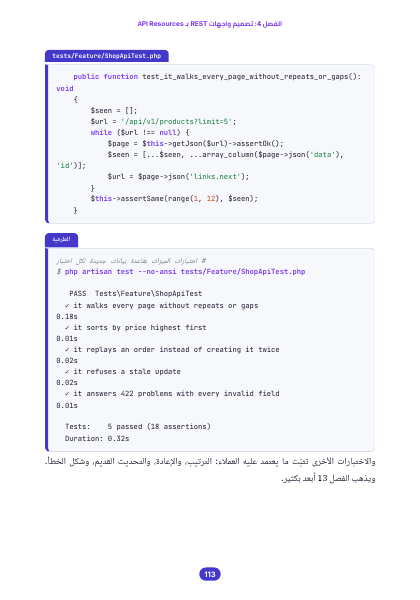 الفصل 4: تصميم واجهات REST بـ API Resources
tests/Feature/ShopApiTest.php
public function test_it_walks_every_page_without_repeats_or_gaps():
void
{
$seen = [];
$url = '/api/v1/products?limit=5';
while ($url !== null) {
$page = $this->getJson($url)->assertOk();
$seen = [...$seen, ...array_column($page->json('data'),
'id')];
$url = $page->json('links.next');
}
$this->assertSame(range(1, 12), $seen);
}
الطرفية
# اختبارات الميزات بقاعدة بيانات جديدة لكل اختبار
$ php artisan test --no-ansi tests/Feature/ShopApiTest.php
PASS Tests\Feature\ShopApiTest
✓ it walks every page without repeats or gaps
0.18s
✓ it sorts by price highest first
0.01s
✓ it replays an order instead of creating it twice
0.02s
✓ it refuses a stale update
0.02s
✓ it answers 422 problems with every invalid field
0.01s
Tests: 5 passed (18 assertions)
Duration: 0.32s
والاختبارات الأخرى تثبّت ما يعتمد عليه العملاء: الترتيب، والإعادة، والتحديث القديم، وشكل الخطأ.
ويذهب الفصل 13 أبعد بكثير.
113